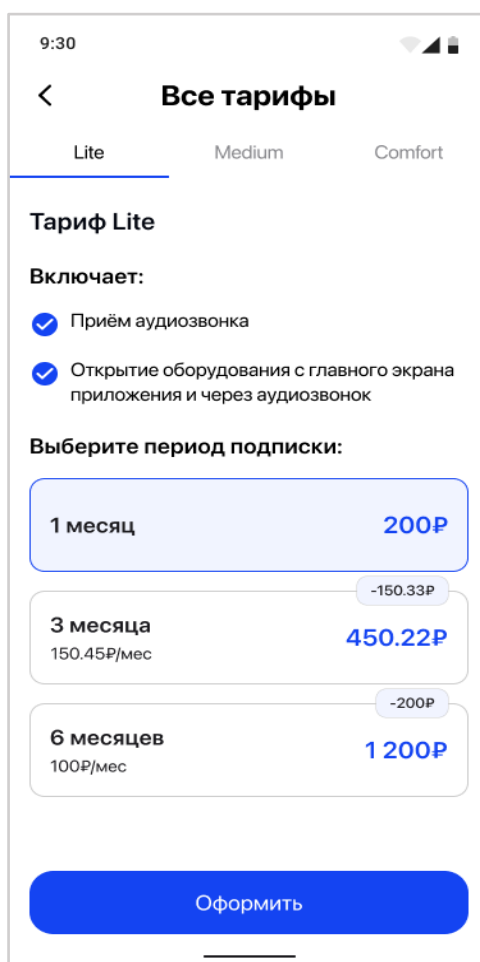 9:30
Все тарифы
Lite
Medium
Comfort
Тариф Lite
Включает:
Приём аудиозвонка
Открытие оборудования с главного экрана
приложения и через аудиозвонок
Выберите период подписки:
1 месяц
200₽
-150.33₽
3 месяца
450.22₽
150.45₽/мес
-200₽
6 месяцев
1 200₽
100₽/мес
Оформить